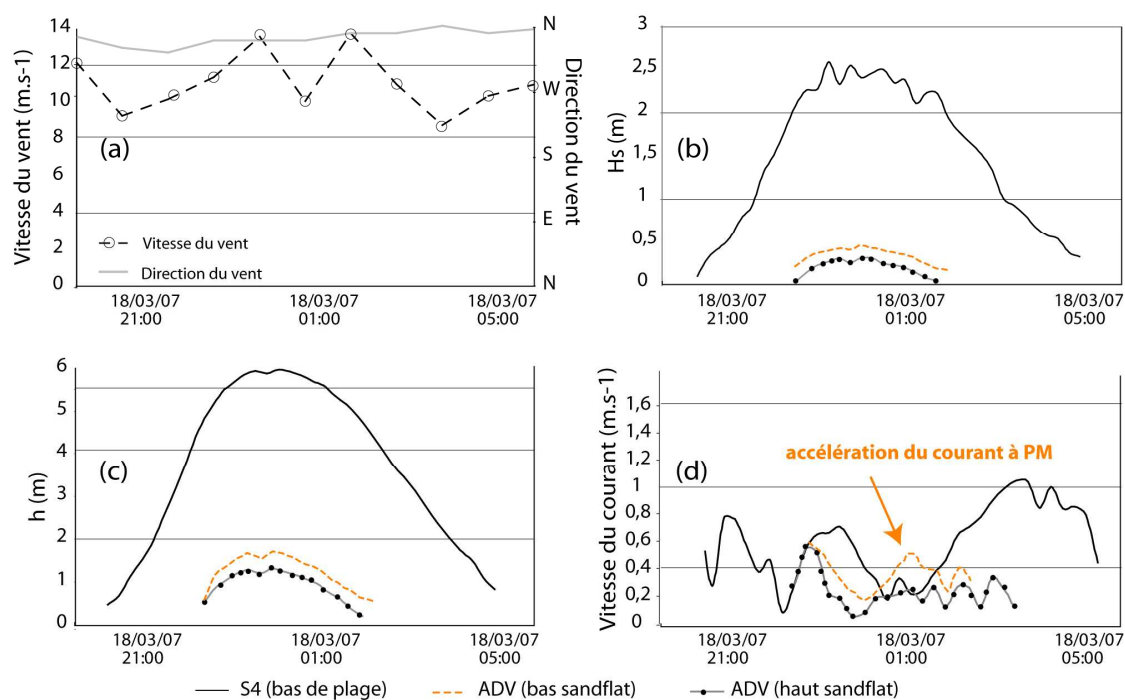 14
12
10
8
6
4
2
0
Vitesse du vent (m.s-1)
(a)
Vitesse du vent
Direction du vent
N
W
S
E
N
Direction du vent
18/03/07
21:00
18/03/07
01:00
18/03/07
05:00
3
2,5
2
1,5
1
0,5
0
Hs (m)
(b)
18/03/07
21:00
18/03/07
01:00
18/03/07
05:00
6
5
4
3
2
1
0
h (m)
(c)
18/03/07
21:00
18/03/07
01:00
18/03/07
05:00
1,6
1,4
1,2
1
0,8
0,6
0,4
0,2
0
Vitesse du courant (m.s-1)
(d)
accélération du courant à PM
18/03/07
21:00
18/03/07
01:00
18/03/07
05:00
S4 (bas de plage)
ADV (bas sandflat)
ADV (haut sandflat)